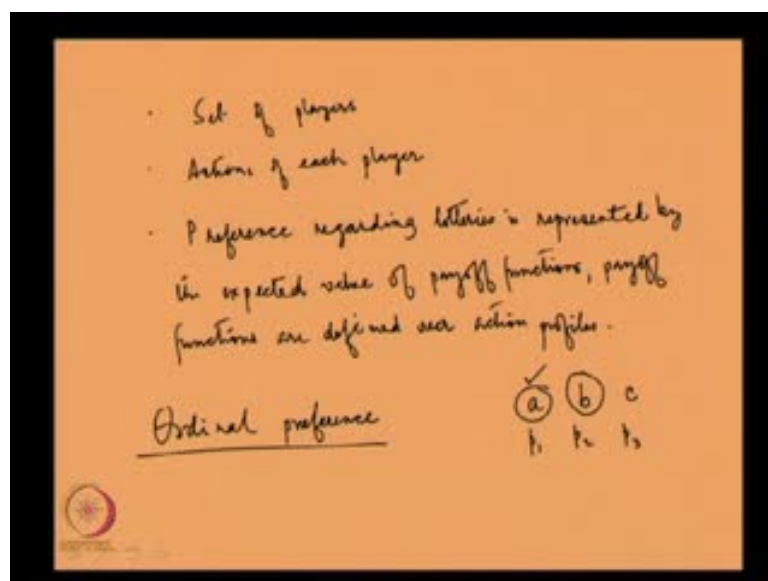 · Set of players
· Actions of each player
· Preference regarding lotteries is represented by
the expected value of payoff functions, payoff
functions are defined over action profiles.
Ordinal preference
✓
a b c
p₁ p₂ p₃